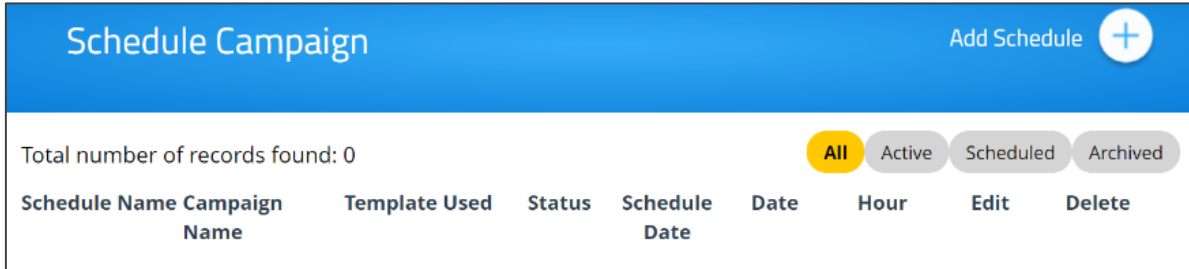 Schedule Campaign
Add Schedule
Total number of records found: 0
All Active Scheduled Archived
Schedule Name Campaign Name Template Used Status Schedule Date Date Hour Edit Delete